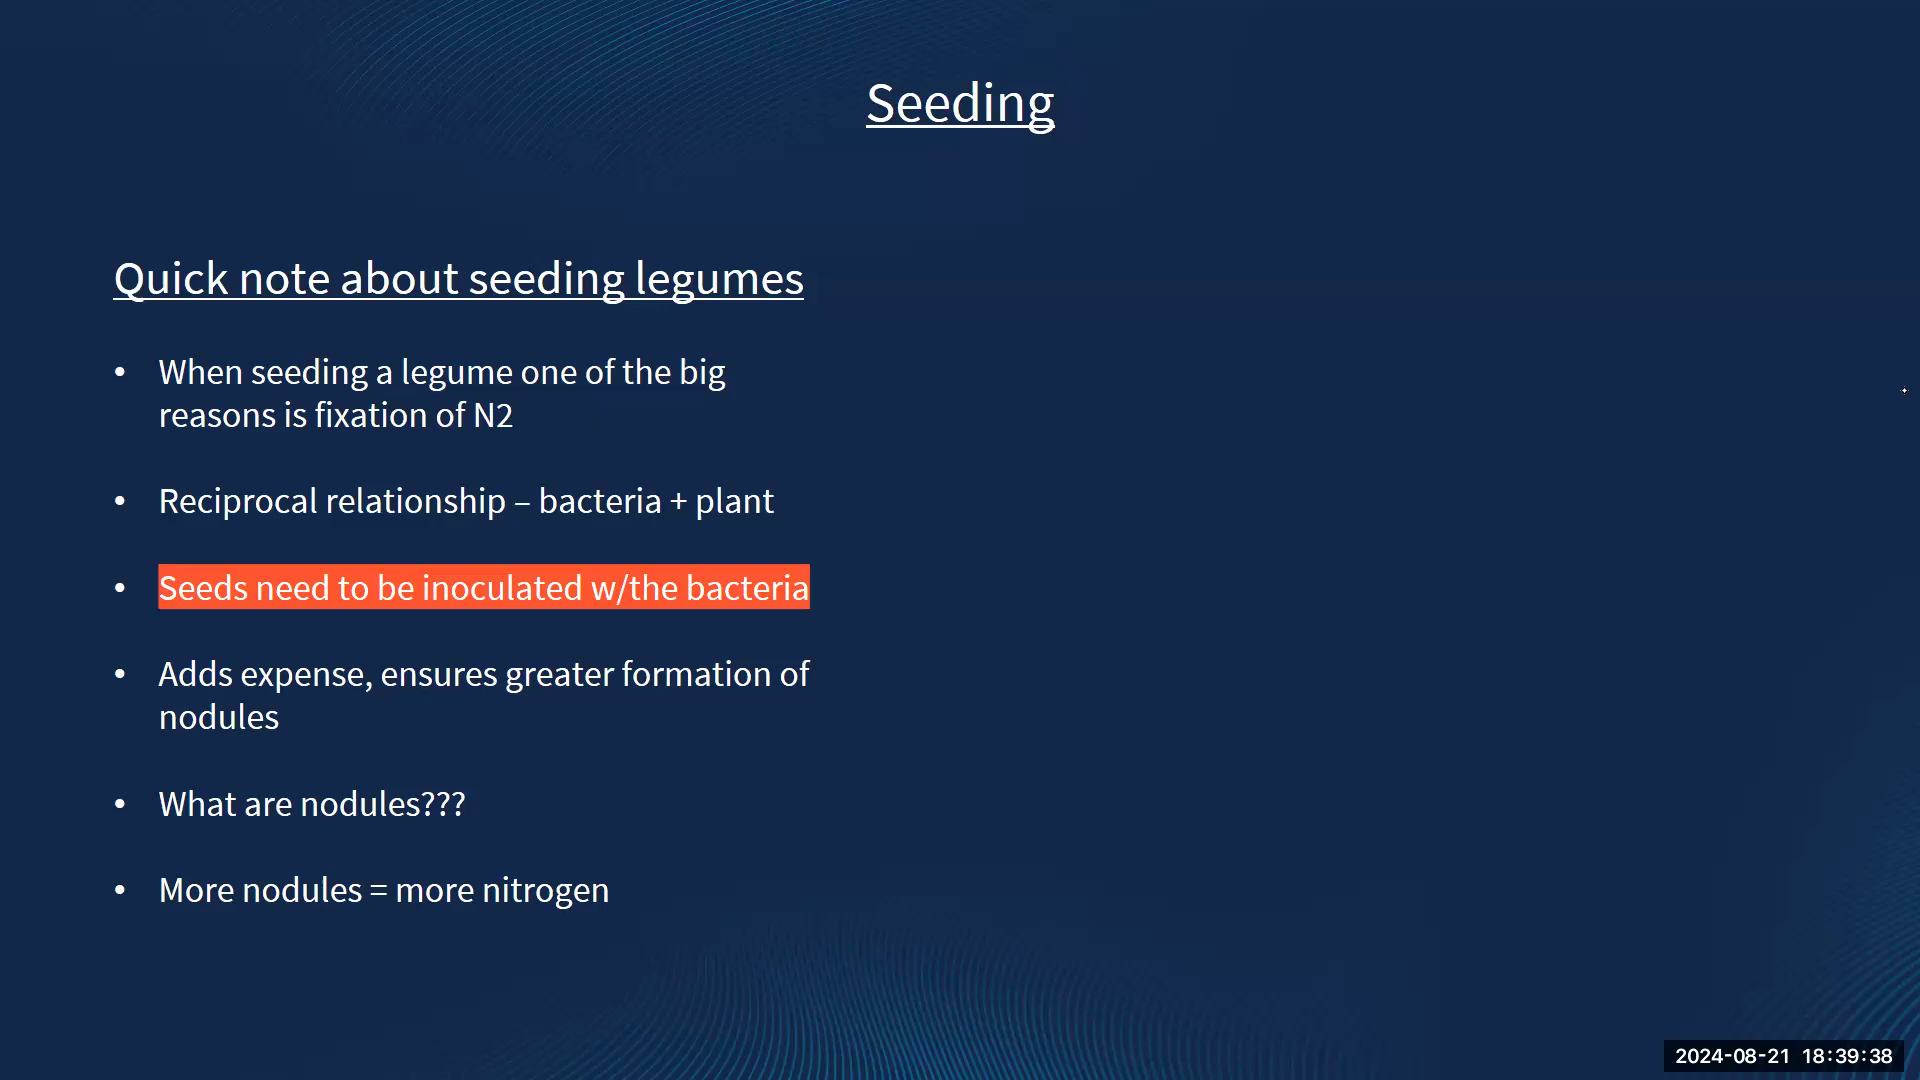 Seeding
Quick note about seeding legumes
• When seeding a legume one of the big
reasons is fixation of N2
• Reciprocal relationship – bacteria + plant
• Seeds need to be inoculated w/the bacteria
• Adds expense, ensures greater formation of
nodules
• What are nodules???
• More nodules = more nitrogen
2024-08-21 18:39:38